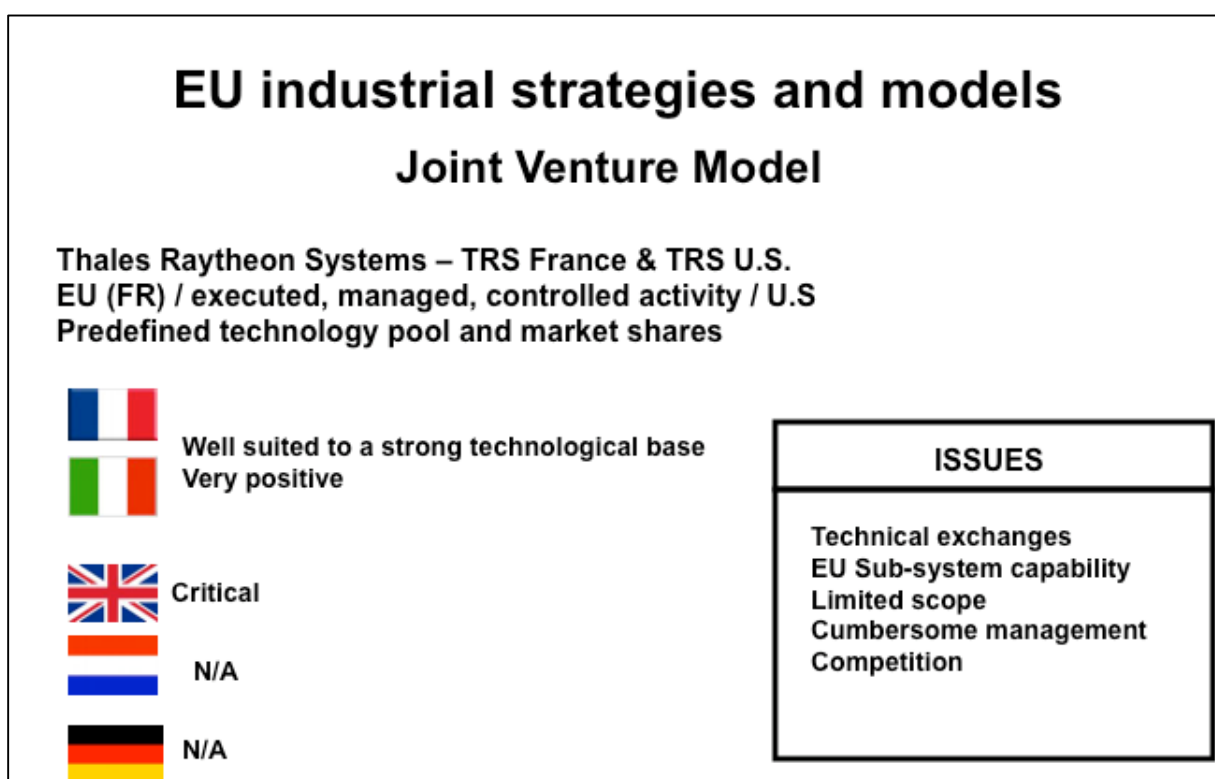 EU industrial strategies and models
Joint Venture Model
Thales Raytheon Systems – TRS France & TRS U.S.
EU (FR) / executed, managed, controlled activity / U.S
Predefined technology pool and market shares
Well suited to a strong technological base
Very positive
Critical
N/A
N/A
ISSUES
Technical exchanges
EU Sub-system capability
Limited scope
Cumbersome management
Competition